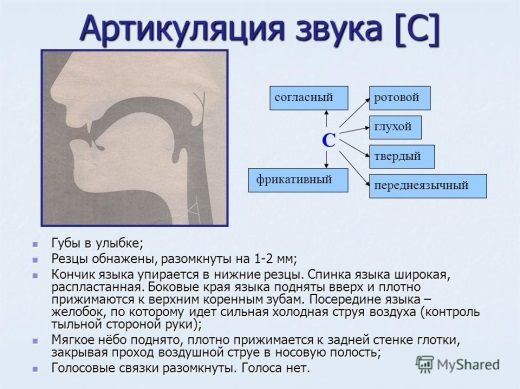 Артикуляция звука [С]
согласный
ротовой
глухой
С
твердый
фрикативный
переднеязычный
Губы в улыбке;
Резцы обнажены, разомкнуты на 1-2 мм;
Кончик языка упирается в нижние резцы. Спинка языка широкая,
распластанная. Боковые края языка подняты вверх и плотно
прижимаются к верхним коренным зубам. Посередине языка –
желобок, по которому идет сильная холодная струя воздуха (контроль
тыльной стороной руки);
Мягкое нёбо поднято, плотно прижимается к задней стенке глотки,
закрывая проход воздушной струе в носовую полость;
Голосовые связки разомкнуты. Голоса нет.
MyShared